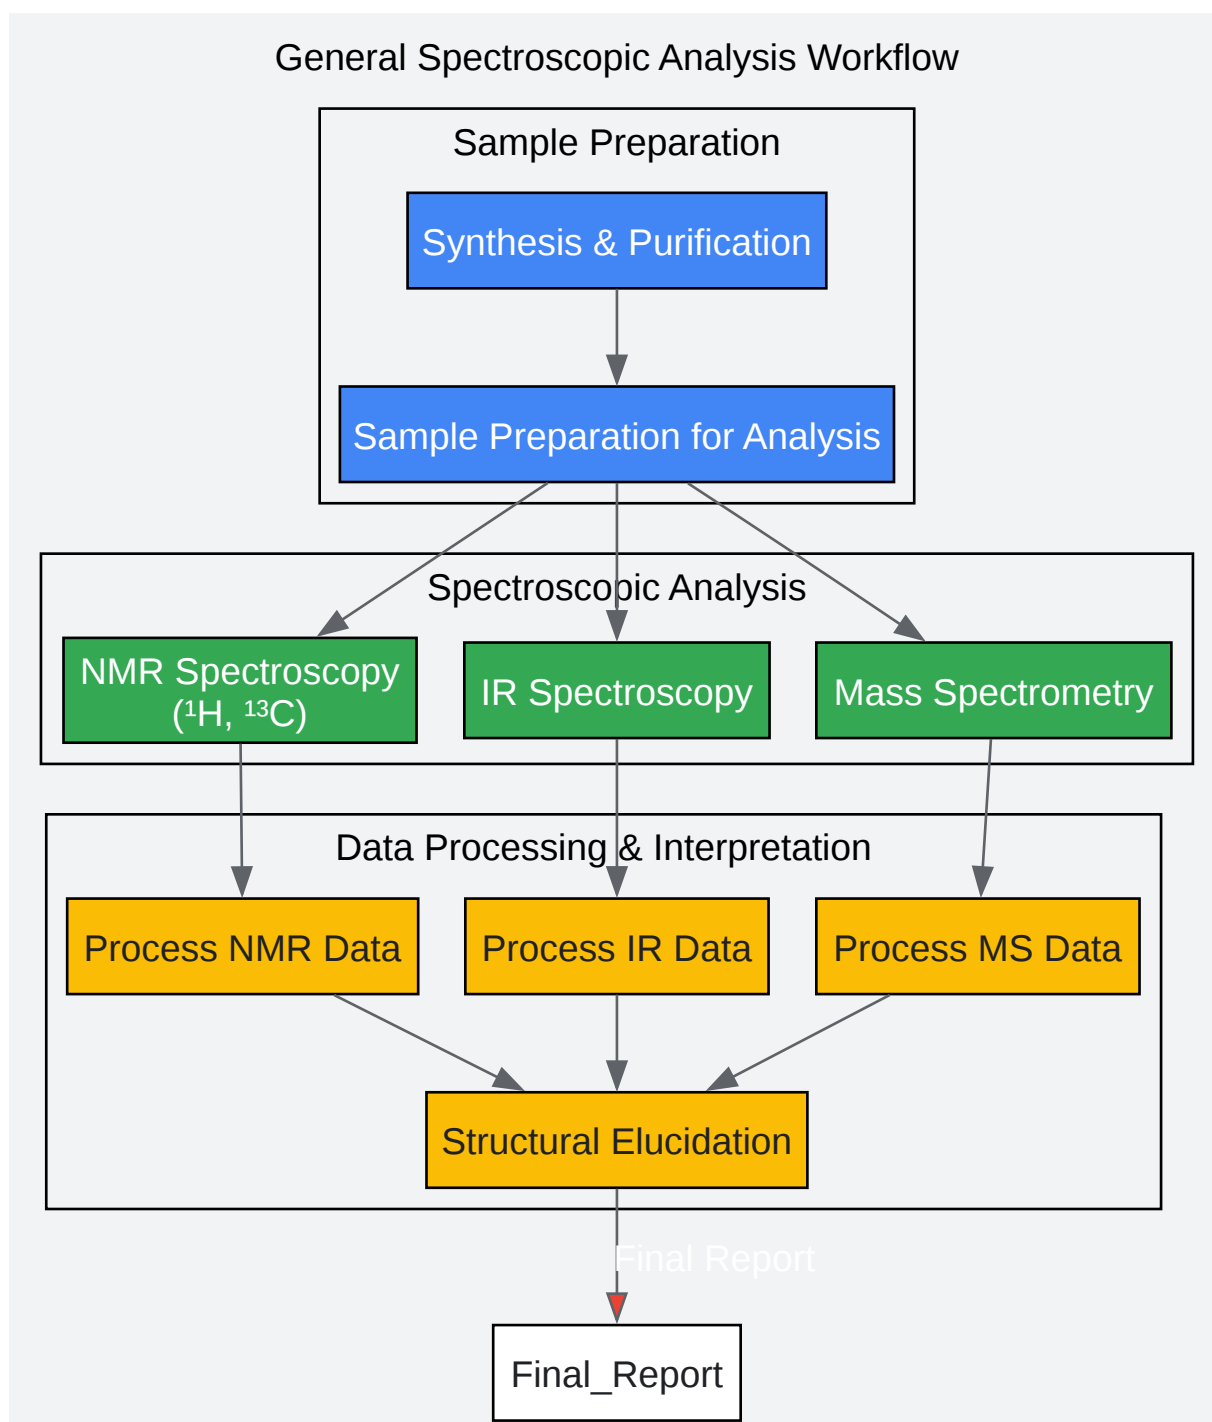 General Spectroscopic Analysis Workflow
Sample Preparation
Synthesis & Purification
Sample Preparation for Analysis
Spectroscopic Analysis
NMR Spectroscopy
(¹H, ¹³C)
IR Spectroscopy
Mass Spectrometry
Data Processing & Interpretation
Process NMR Data
Process IR Data
Process MS Data
Structural Elucidation
Final Report
Final_Report